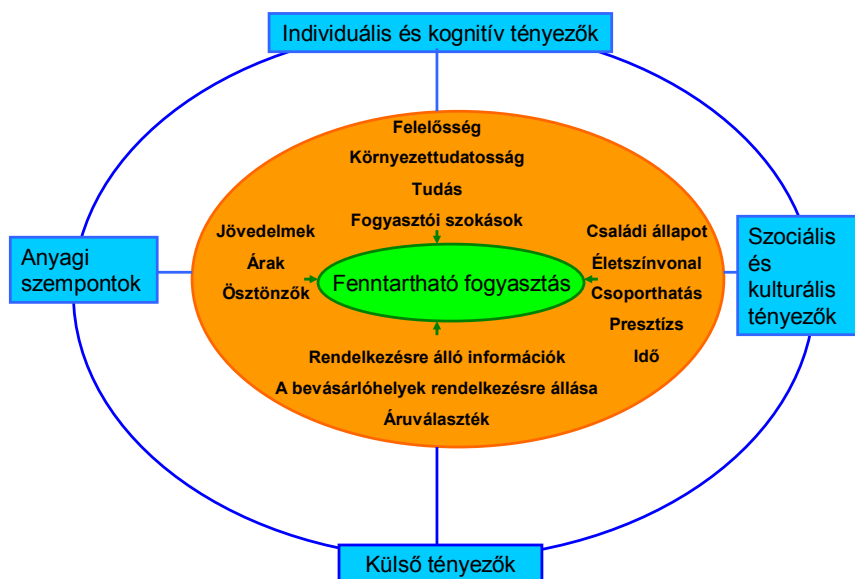 Individuális és kognitív tényezők
Felelősség
Környezettudatosság
Tudás
Fogyasztói szokások
Jövedelmek
Árak
Ösztönzők
Anyagi
szempontok
Fenntartható fogyasztás
Családi állapot
Életszínvonal
Csoporthatás
Presztízs
Idő
Szociális
és
kulturális
tényezők
Rendelkezésre álló információk
A bevásárlóhelyek rendelkezésre állása
Áruválaszték
Külső tényezők